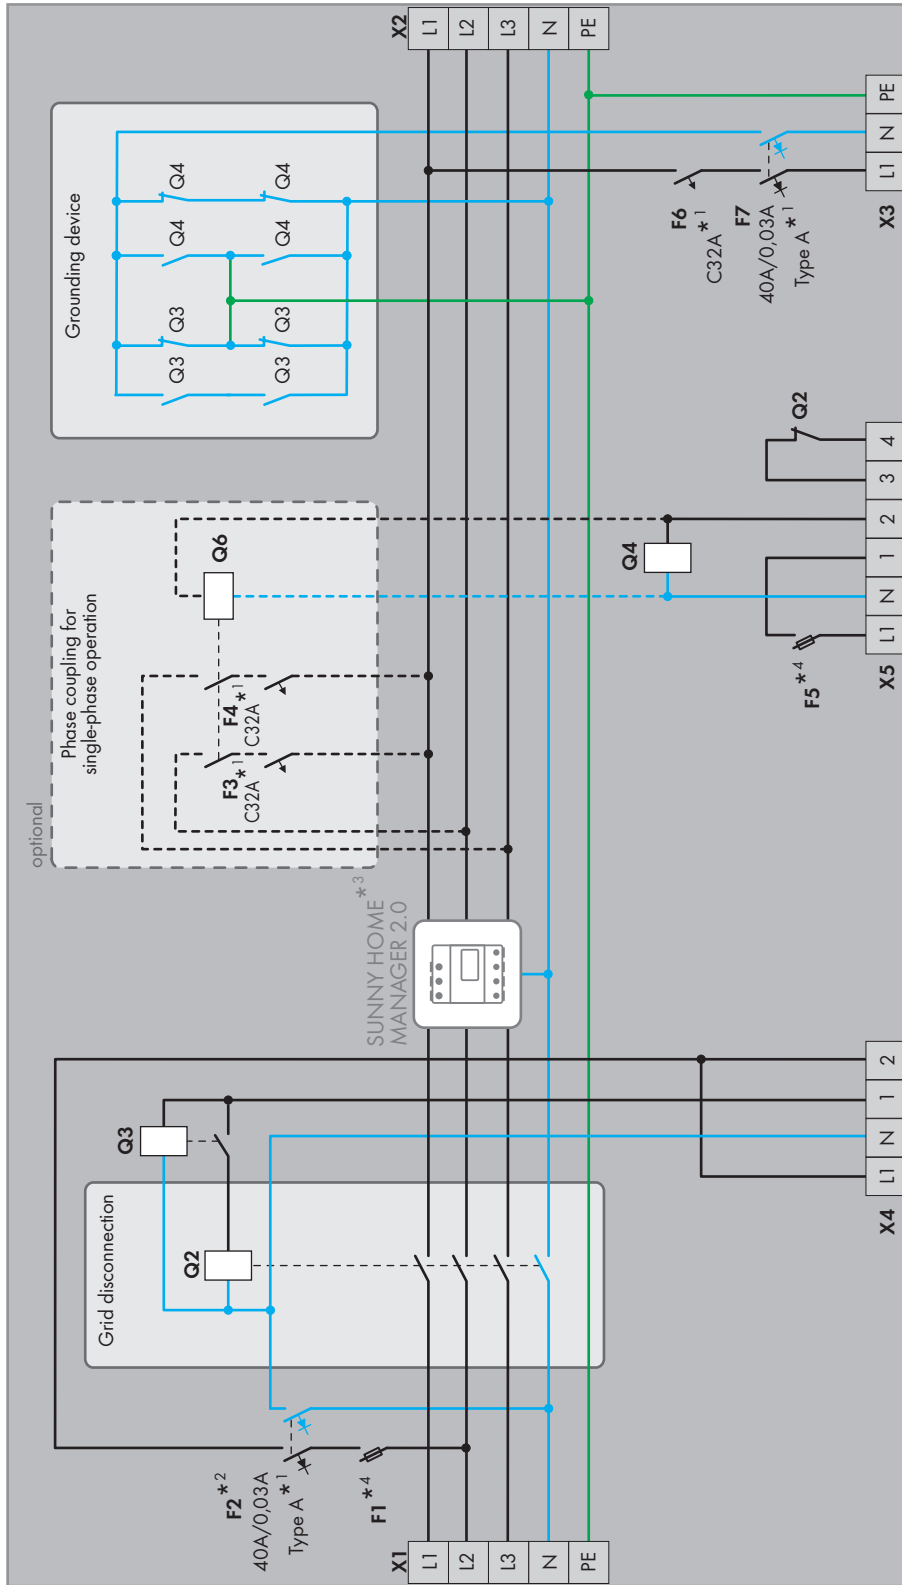 X2
L1
L2
L3
N
PE
Grounding device
Q4
Q4
Q4
Q4
Q3
Q3
Q3
Q3
F6
C32A *1
F7
40A/0,03A
Type A *1
PE
N
L1
X3
optional
Phase coupling for
single-phase operation
Q6
F4 *1
C32A
F3 *1
C32A
Q4
Q2
F5 *4
4
3
2
1
N
L1
X5
SUNNY HOME
MANAGER 2.0 *3
Grid disconnection
Q3
Q2
2
1
N
L1
X4
F2 *2
40A/0,03A
Type A *1
F1 *4
X1
L1
L2
L3
N
PE